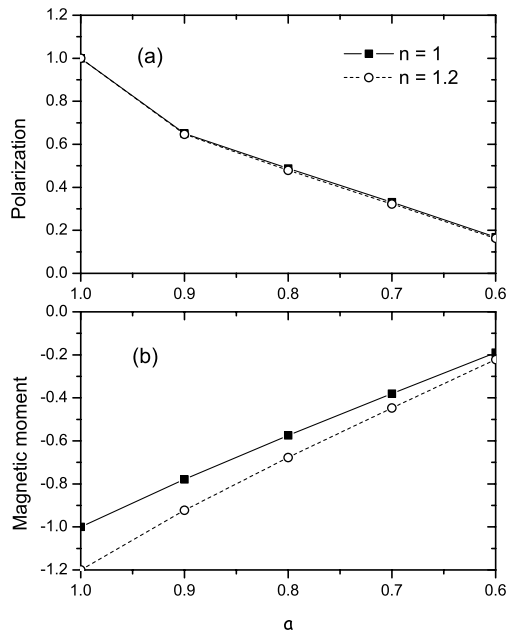 1.2
1.0
0.8
0.6
0.4
0.2
0.0
Polarization
(a)
n = 1
n = 1.2
1.0 0.9 0.8 0.7 0.6
0.0
-0.2
-0.4
-0.6
-0.8
-1.0
-1.2
Magnetic moment
(b)
1.0 0.9 0.8 0.7 0.6
α